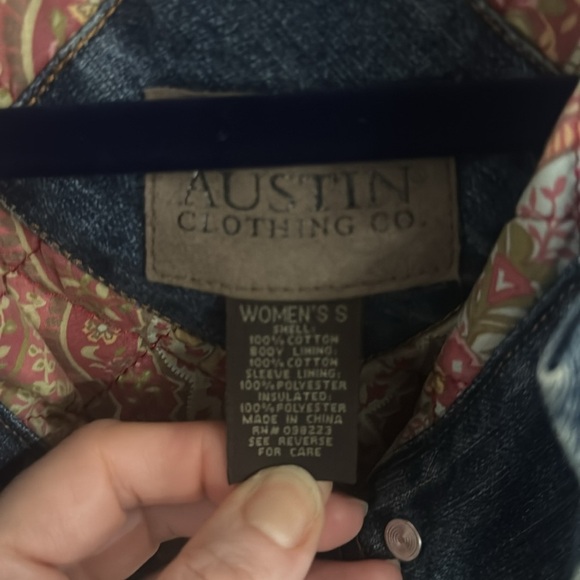 AUSTIN
CLOTHING CO.
WOMEN'S S
SHELL:
100% COTTON
BODY LINING:
100% COTTON
SLEEVE LINING:
100% POLYESTER
INSULATED:
100% POLYESTER
MADE IN CHINA
RN# 098223
SEE REVERSE
FOR CARE